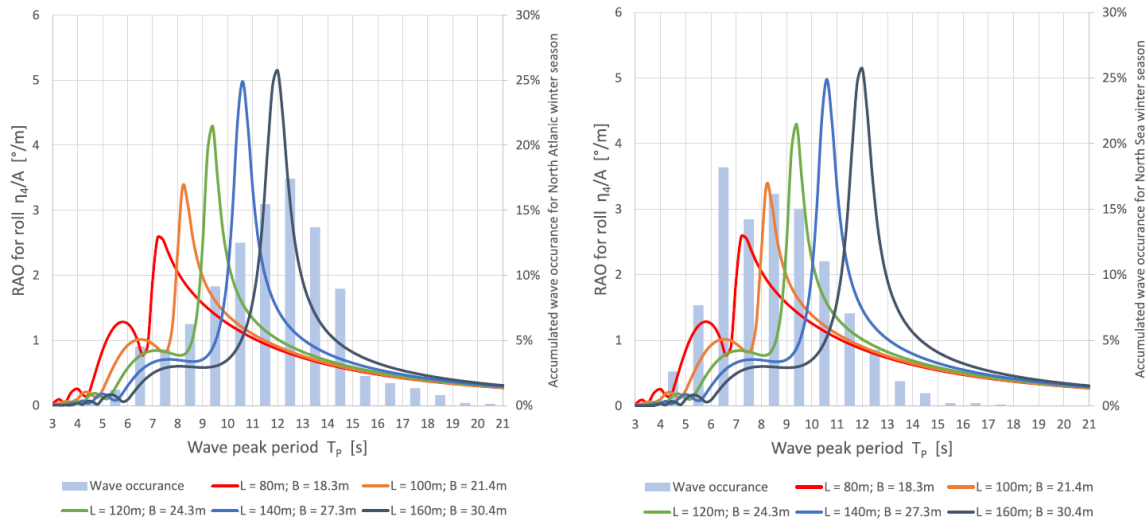 6
5
4
3
2
1
0
RAO for roll η₄/A [°/m]
30%
25%
20%
15%
10%
5%
0%
Accumulated wave occurance for North Atlantic winter season
3 4 5 6 7 8 9 10 11 12 13 14 15 16 17 18 19 20 21
Wave peak period Tₚ [s]
Wave occurance L = 80m; B = 18.3m L = 100m; B = 21.4m
L = 120m; B = 24.3m L = 140m; B = 27.3m L = 160m; B = 30.4m
6
5
4
3
2
1
0
RAO for roll η₄/A [°/m]
30%
25%
20%
15%
10%
5%
0%
Accumulated wave occurance for North Sea winter season
3 4 5 6 7 8 9 10 11 12 13 14 15 16 17 18 19 20 21
Wave peak period Tₚ [s]
Wave occurance L = 80m; B = 18.3m L = 100m; B = 21.4m
L = 120m; B = 24.3m L = 140m; B = 27.3m L = 160m; B = 30.4m